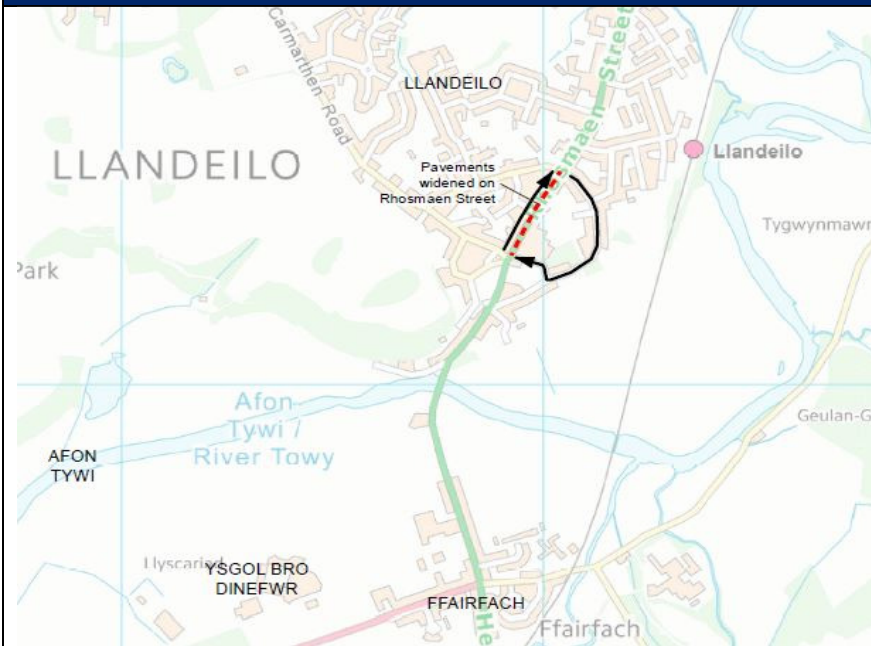 Carmarthen Road
LLANDEILO
maen Street
LLANDEILO
Pavements
widened on
Rhosmaen Street
Llandeilo
Tygwynmawr
Park
Afon
Tywi /
River Towy
Geulan-G
AFON
TYWI
Llyscaried
YSGOL BRO
DINEFWR
FFAIRFACH
Ffairfach
He